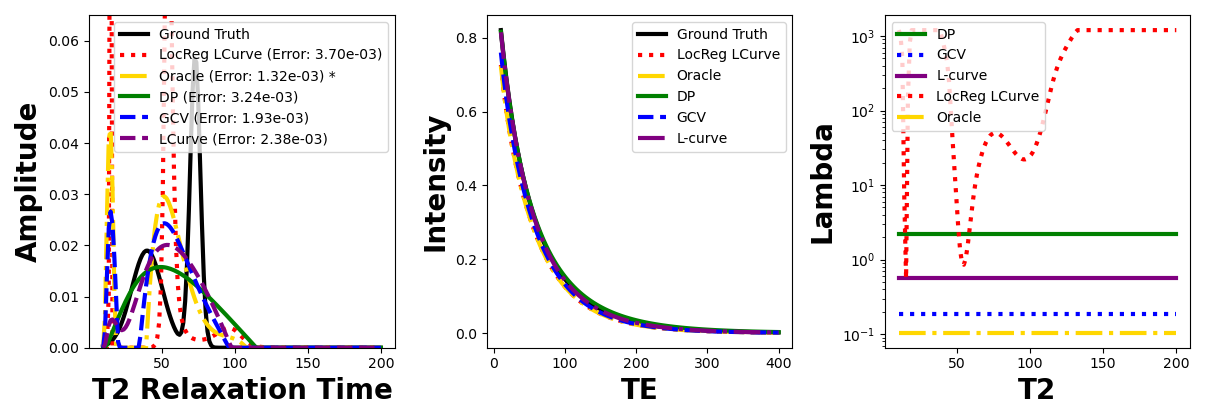 0.06
0.05
0.04
0.03
0.02
0.01
0.00
Amplitude
Ground Truth
LocReg LCurve (Error: 3.70e-03)
Oracle (Error: 1.32e-03) *
DP (Error: 3.24e-03)
GCV (Error: 1.93e-03)
LCurve (Error: 2.38e-03)
50 100 150 200
T2 Relaxation Time
0.8
0.6
0.4
0.2
0.0
Intensity
Ground Truth
LocReg LCurve
Oracle
DP
GCV
L-curve
0 100 200 300 400
TE
10³
10²
10¹
10⁰
10⁻¹
Lambda
DP
GCV
L-curve
LocReg LCurve
Oracle
50 100 150 200
T2